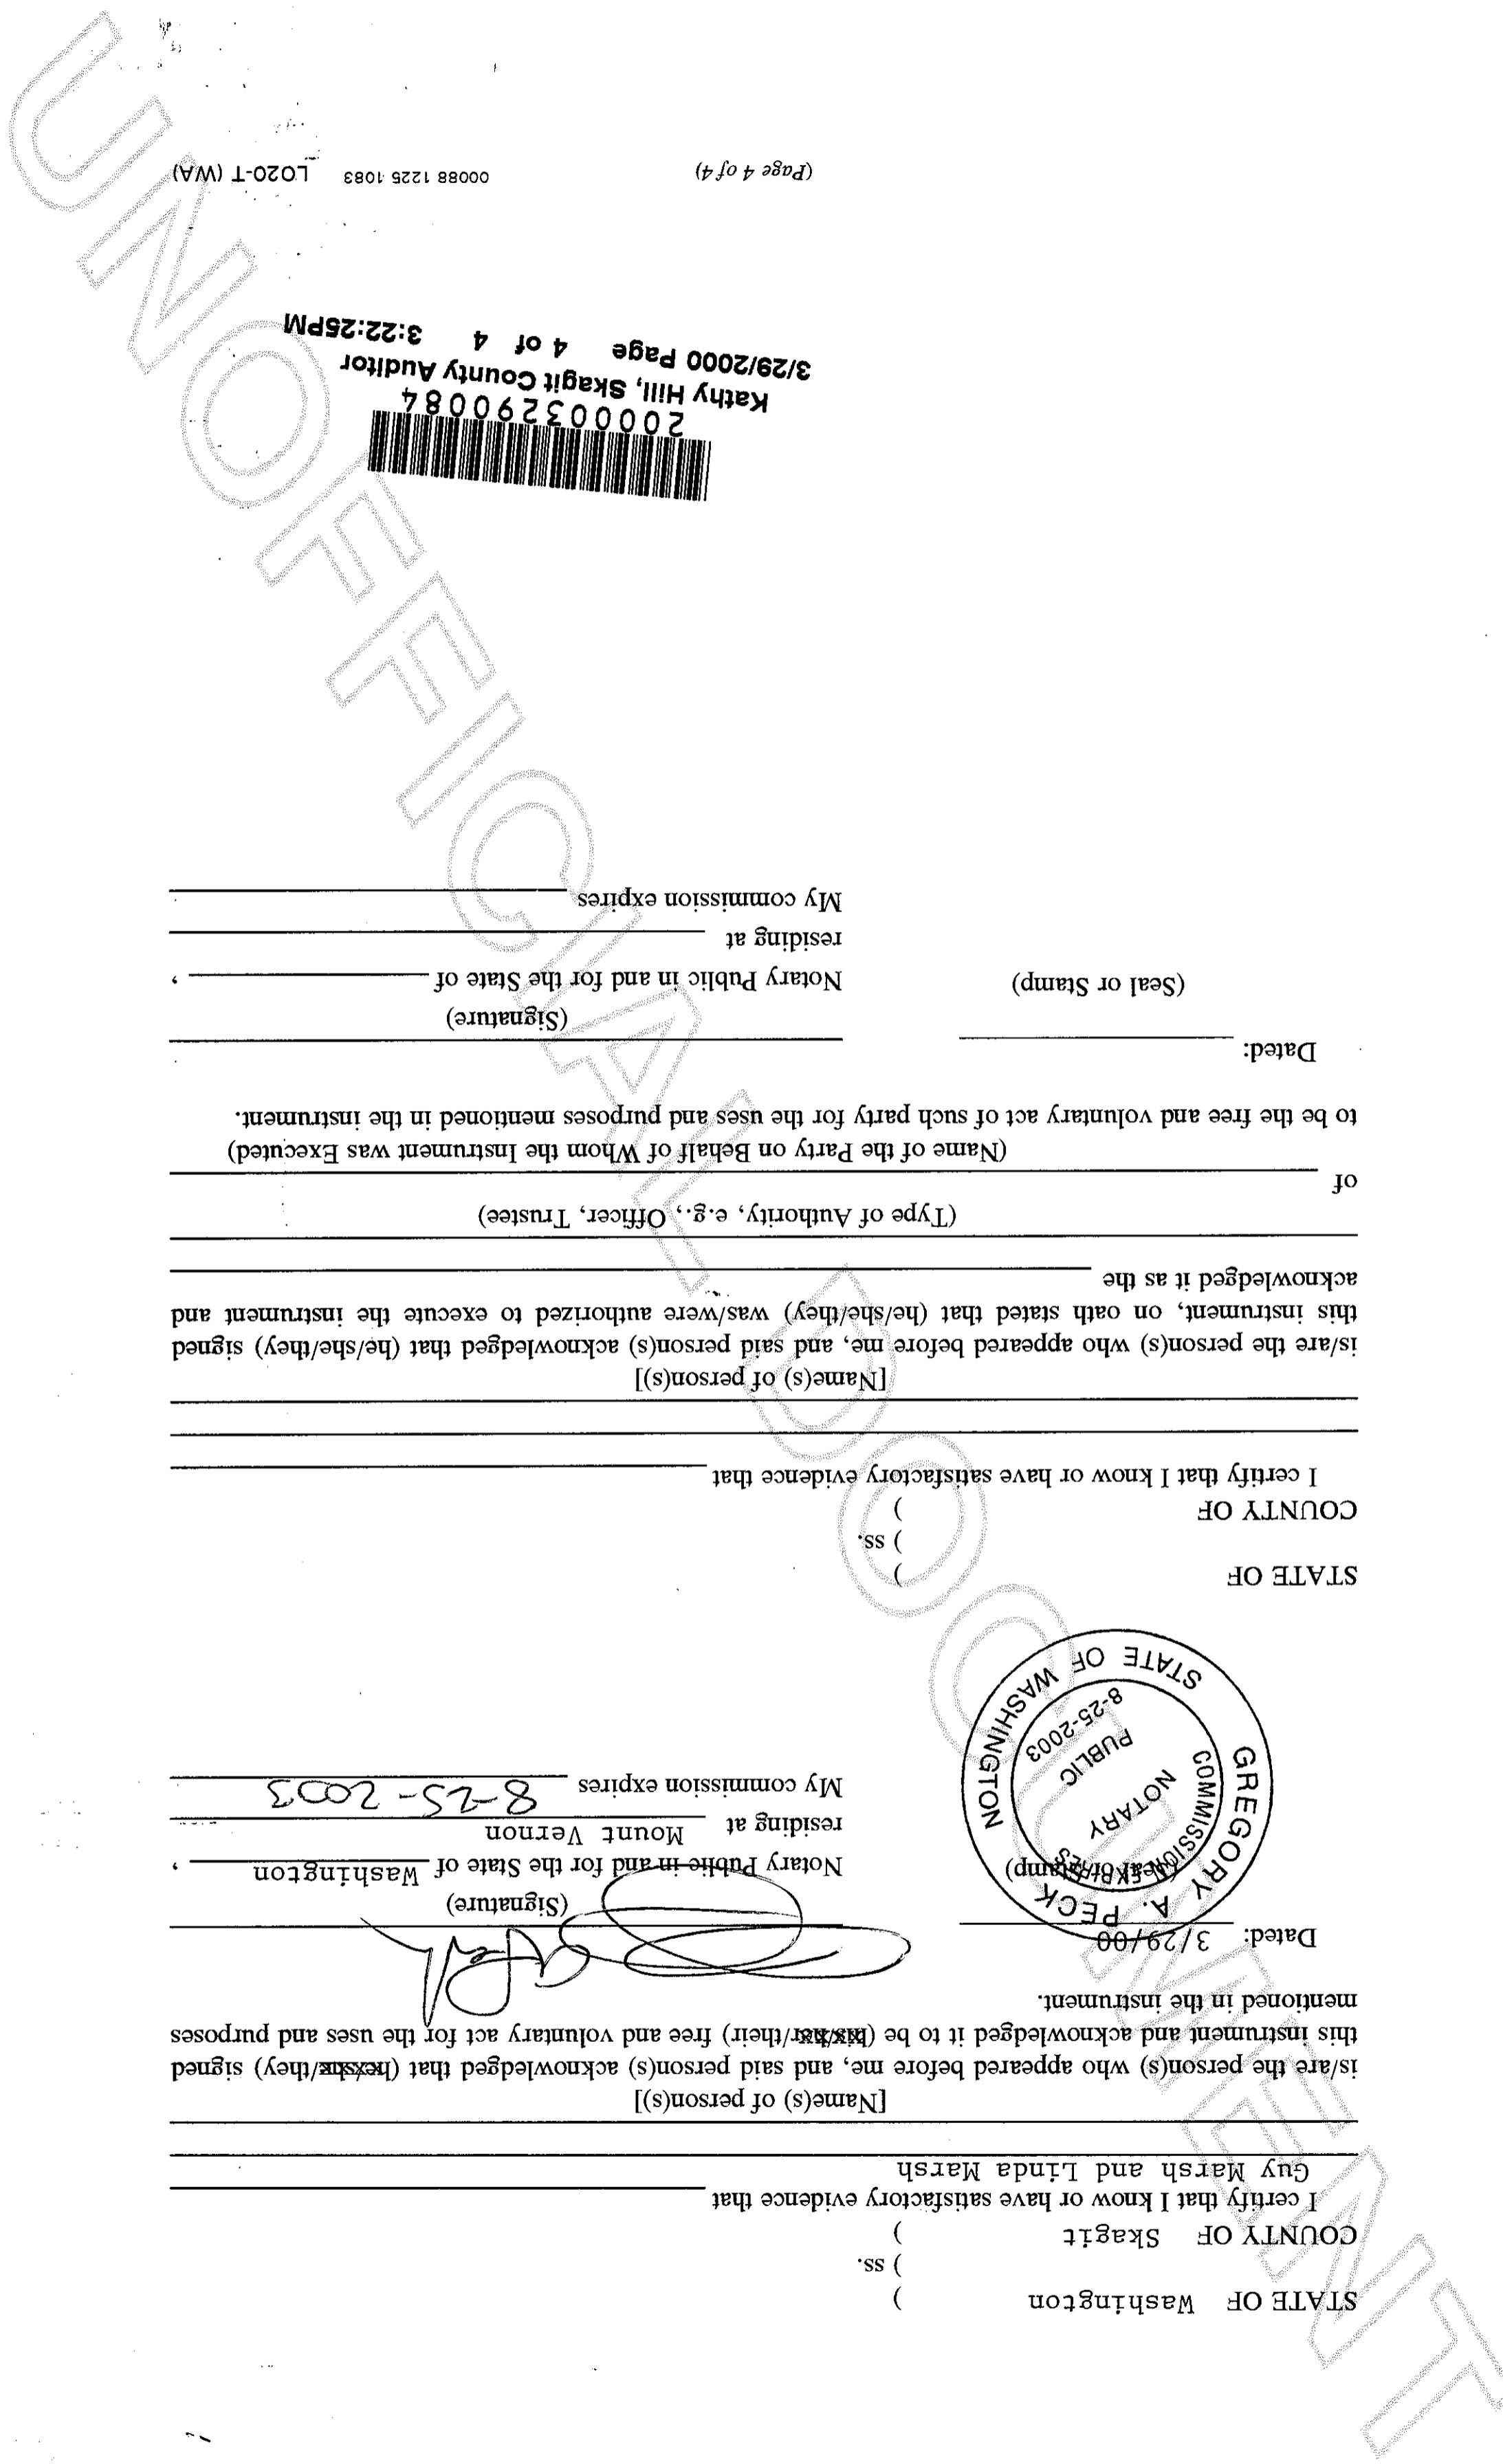 STATE OF Washington )
) ss.
COUNTY OF Skagit )
I certify that I know or have satisfactory evidence that
Guy Marsh and Linda Marsh
[Name(s) of person(s)]
is/are the person(s) who appeared before me, and said person(s) acknowledged that (he/she/they) signed
this instrument and acknowledged it to be (his/her/their) free and voluntary act for the uses and purposes
mentioned in the instrument.
Dated: 3/29/00
(Signature)
(Seal or Stamp)
GREGORY A. PECK
STATE OF WASHINGTON
COMMISSION EXPIRES
NOTARY
PUBLIC
8-25-2003
Notary Public in and for the State of Washington,
residing at Mount Vernon
My commission expires 8-25-2003
STATE OF )
) ss.
COUNTY OF )
I certify that I know or have satisfactory evidence that
[Name(s) of person(s)]
is/are the person(s) who appeared before me, and said person(s) acknowledged that (he/she/they) signed
this instrument, on oath stated that (he/she/they) was/were authorized to execute the instrument and
acknowledged it as the
(Type of Authority, e.g., Officer, Trustee)
of
(Name of the Party on Behalf of Whom the Instrument was Executed)
to be the free and voluntary act of such party for the uses and purposes mentioned in the instrument.
Dated:
(Signature)
(Seal or Stamp)
Notary Public in and for the State of ,
residing at
My commission expires
200003290084
Kathy Hill, Skagit County Auditor
3/29/2000 Page 4 of 4 3:22:25PM
(Page 4 of 4)
00088 1225 1083 L020-T (WA)
UNOFFICIAL DOCUMENT